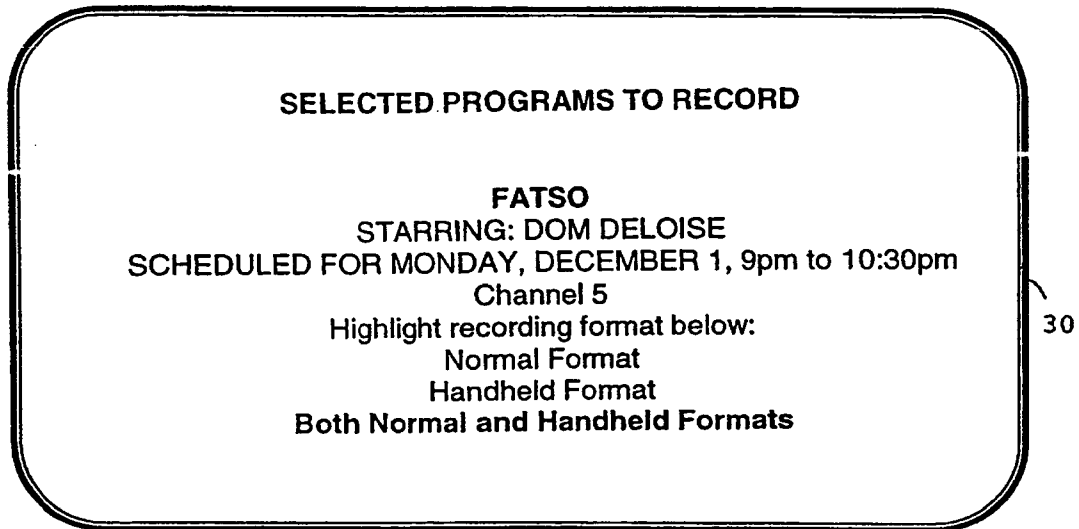 SELECTED PROGRAMS TO RECORD
FATSO
STARRING: DOM DELOISE
SCHEDULED FOR MONDAY, DECEMBER 1, 9pm to 10:30pm
Channel 5
Highlight recording format below:
Normal Format
Handheld Format
Both Normal and Handheld Formats
30